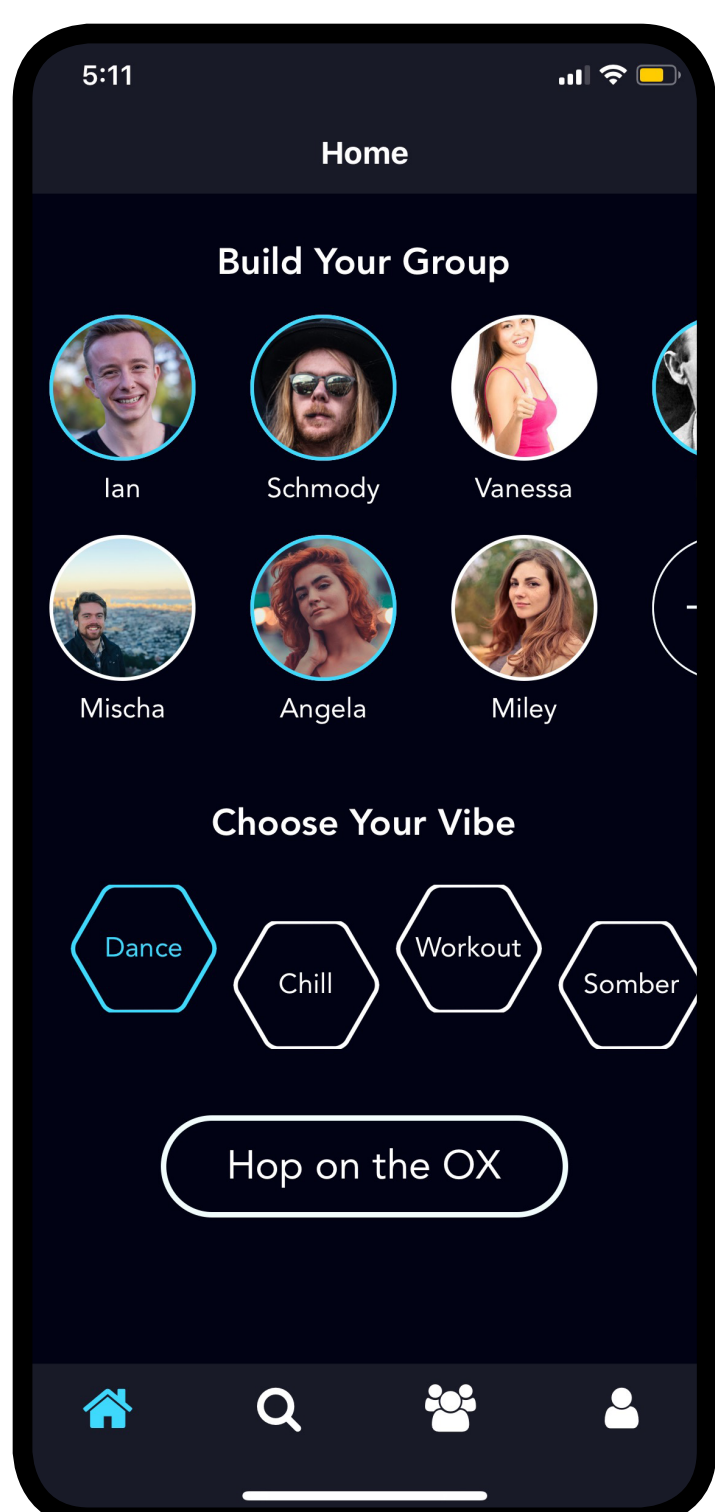 5:11
Home
Build Your Group
Ian Schmody Vanessa
Mischa Angela Miley
Choose Your Vibe
Dance Chill Workout Somber
Hop on the OX